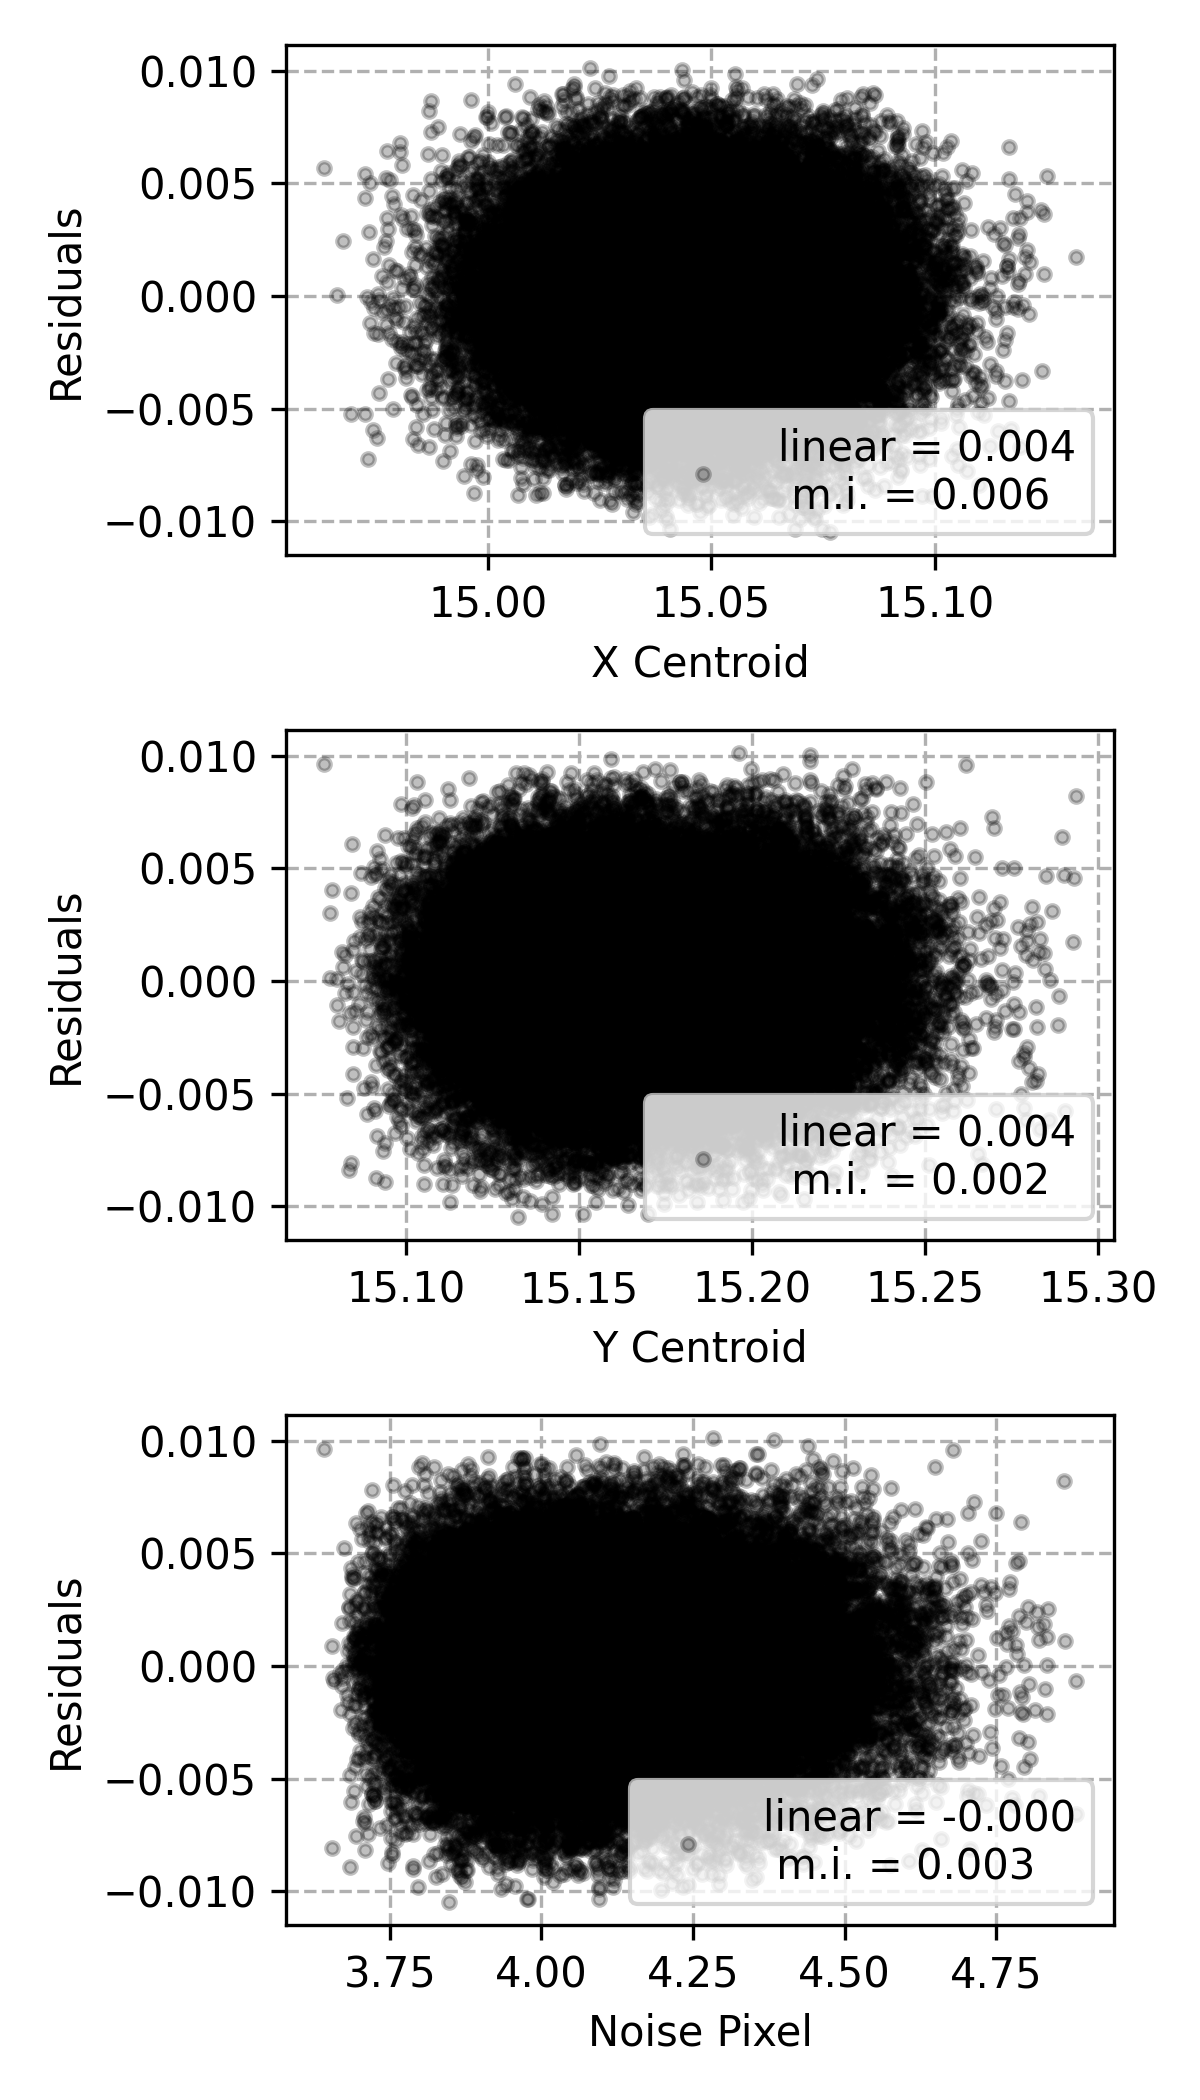 0.010
0.005
0.000
−0.005
−0.010
Residuals
linear = 0.004
m.i. = 0.006
15.00 15.05 15.10
X Centroid
0.010
0.005
0.000
−0.005
−0.010
Residuals
linear = 0.004
m.i. = 0.002
15.10 15.15 15.20 15.25 15.30
Y Centroid
0.010
0.005
0.000
−0.005
−0.010
Residuals
linear = -0.000
m.i. = 0.003
3.75 4.00 4.25 4.50 4.75
Noise Pixel